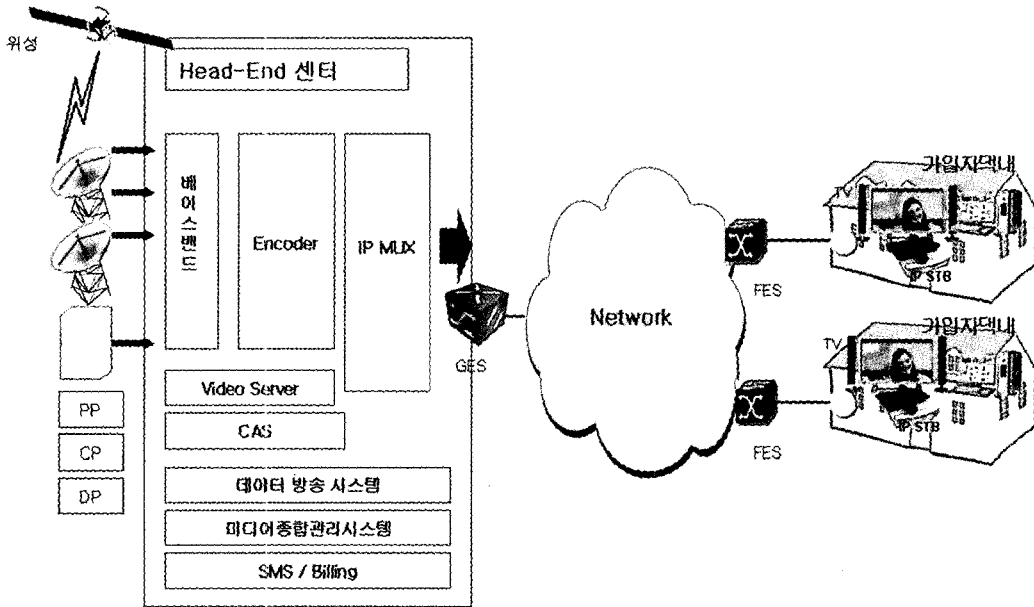 위성
Head-End 센터
베이스밴드
Encoder
IP MUX
Video Server
CAS
데이터 방송 시스템
미디어종합관리시스템
SMS / Billing
PP
CP
DP
GES
Network
FES
FES
가입자댁내
TV
IP STB
가입자댁내
TV
IP STB